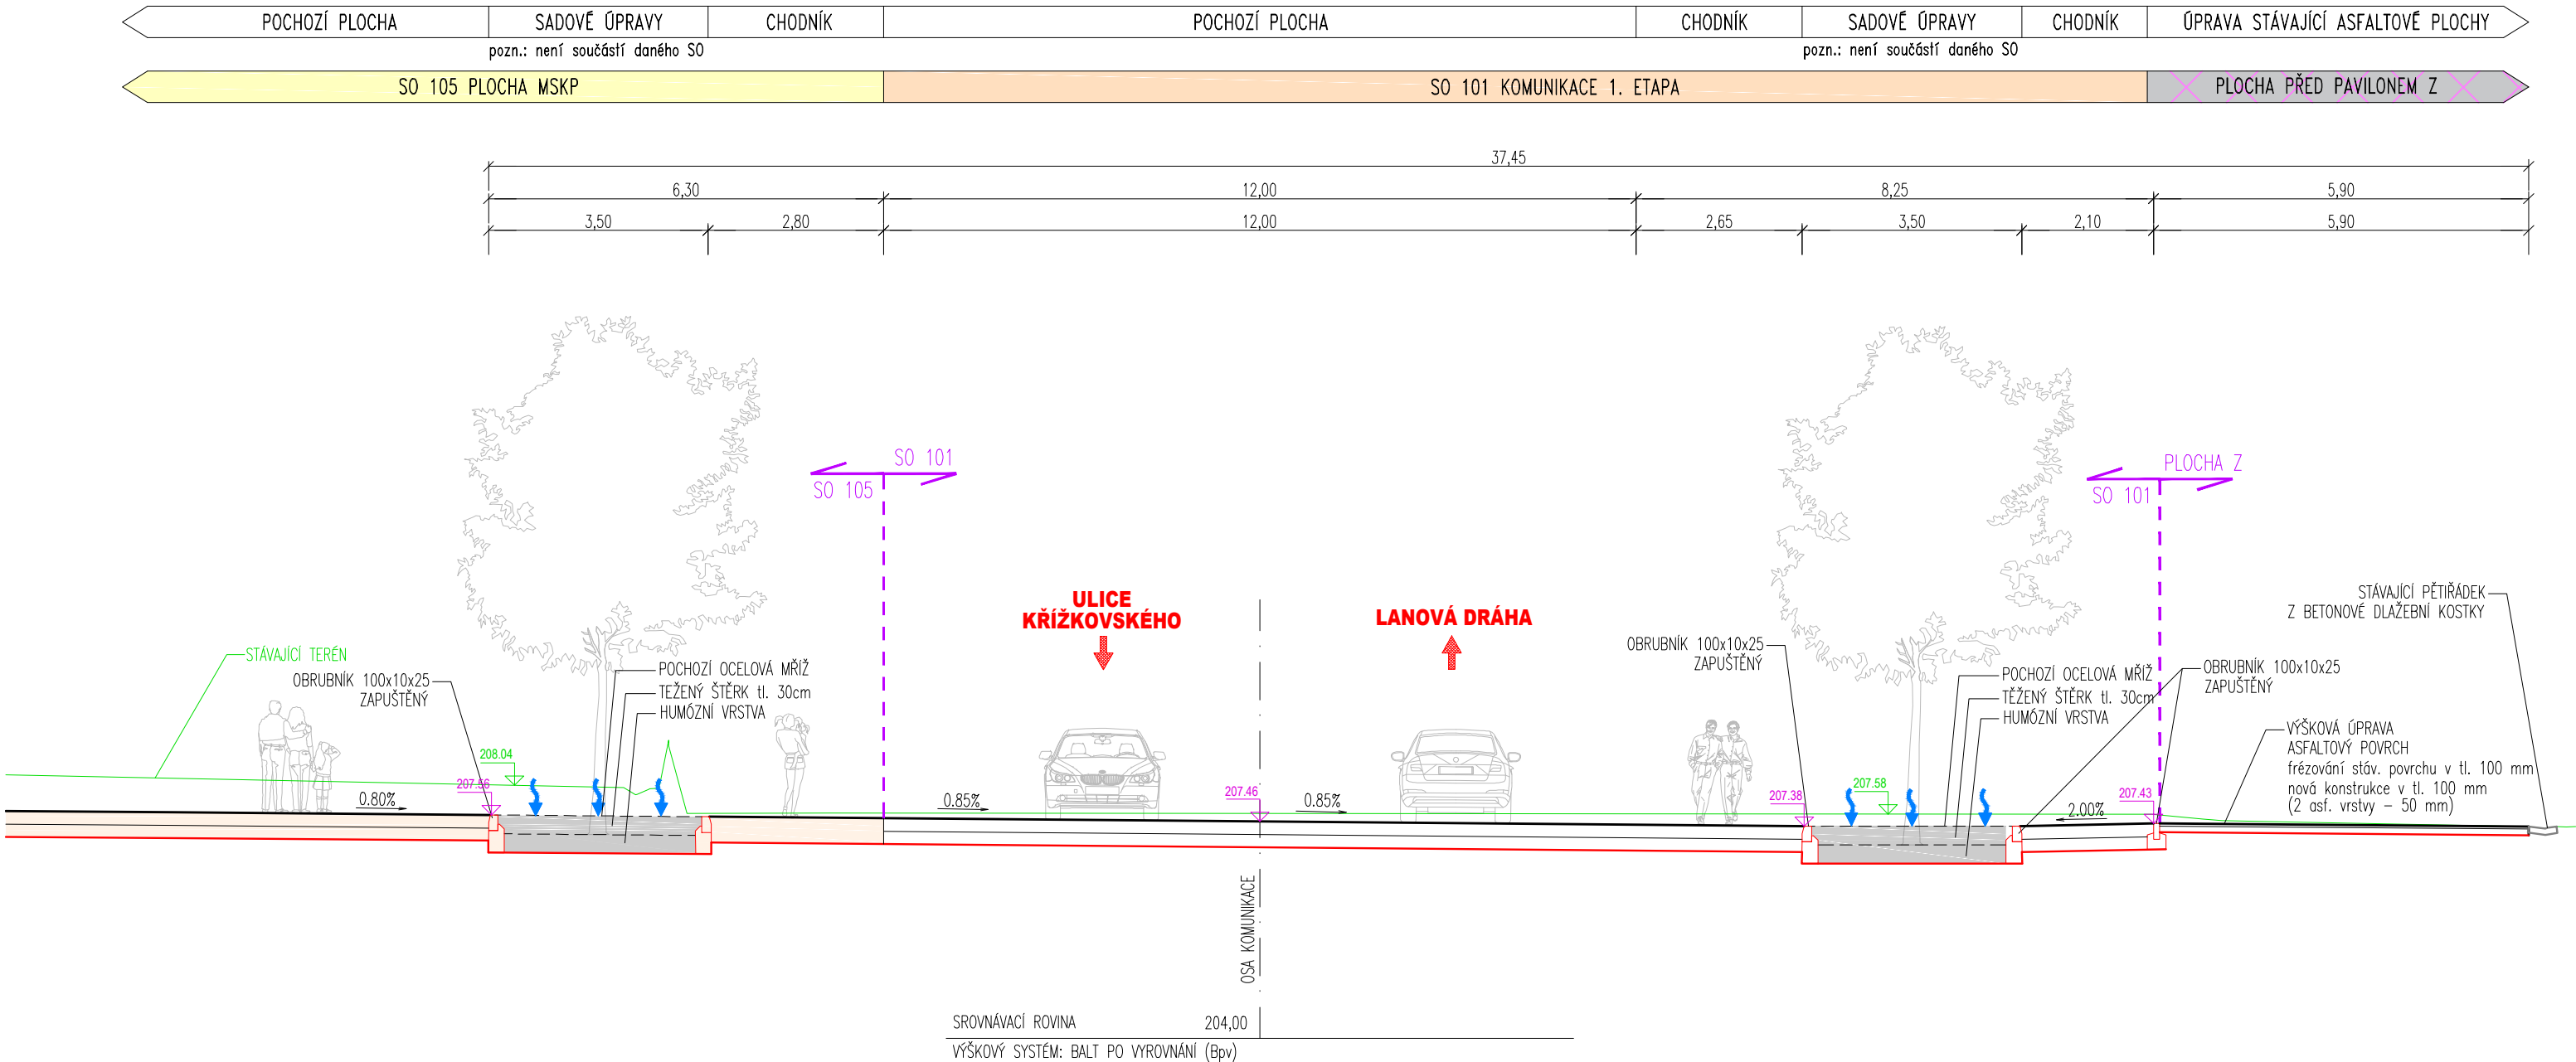 POCHOZÍ PLOCHA
SADOVÉ ÚPRAVY
CHODNÍK
POCHOZÍ PLOCHA
CHODNÍK
SADOVÉ ÚPRAVY
CHODNÍK
ÚPRAVA STÁVAJÍCÍ ASFALTOVÉ PLOCHY
pozn.: není součástí daného SO
pozn.: není součástí daného SO
SO 105 PLOCHA MSKP
SO 101 KOMUNIKACE 1. ETAPA
PLOCHA PŘED PAVILONEM Z
37,45
6,30
12,00
8,25
5,90
3,50
2,80
12,00
2,65
3,50
2,10
5,90
SO 101
SO 105
PLOCHA Z
SO 101
ULICE
KŘÍŽKOVSKÉHO
LANOVÁ DRÁHA
STÁVAJÍCÍ PĚTIŘÁDEK
Z BETONOVÉ DLAŽEBNÍ KOSTKY
STÁVAJÍCÍ TERÉN
OBRUBNÍK 100x10x25
ZAPUŠTĚNÝ
POCHOZÍ OCELOVÁ MŘÍŽ
TEŽENÝ ŠTĚRK tl. 30cm
HUMÓZNÍ VRSTVA
OBRUBNÍK 100x10x25
ZAPUŠTĚNÝ
POCHOZÍ OCELOVÁ MŘÍŽ
TĚŽENÝ ŠTĚRK tl. 30cm
HUMÓZNÍ VRSTVA
OBRUBNÍK 100x10x25
ZAPUŠTĚNÝ
VÝŠKOVÁ ÚPRAVA
ASFALTOVÝ POVRCH
frézování stáv. povrchu v tl. 100 mm
nová konstrukce v tl. 100 mm
(2 asf. vrstvy – 50 mm)
208.04
207.56
0.80%
0.85%
207.46
0.85%
207.38
207.58
2.00%
207.43
OSA KOMUNIKACE
SROVNÁVACÍ ROVINA 204,00
VÝŠKOVÝ SYSTÉM: BALT PO VYROVNÁNÍ (Bpv)